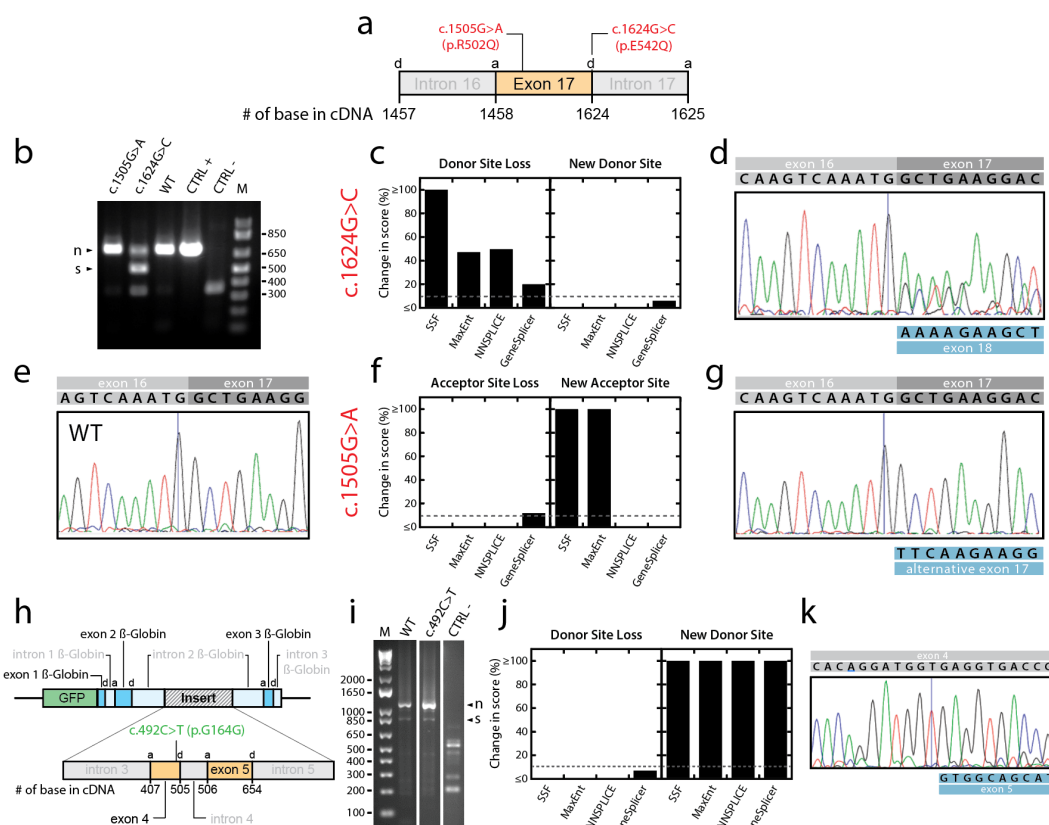 a
c.1505G>A
(p.R502Q)
c.1624G>C
(p.E542Q)
d a d a
Intron 16 Exon 17 Intron 17
# of base in cDNA
1457 1458 1624 1625
b
c.1505G>A
c.1624G>C
WT
CTRL +
CTRL -
M
n
s
850
650
500
400
300
c
c.1624G>C
Donor Site Loss New Donor Site
Change in score (%)
≥100
80
60
40
20
≤0
SSF MaxEnt NNSPLICE GeneSplicer SSF MaxEnt NNSPLICE GeneSplicer
d
exon 16 exon 17
CAAGTCAAATGGCTGAAGGAC
AAAAGAAGCT
exon 18
e
exon 16 exon 17
AGTCAAATGGCTGAAGG
WT
f
c.1505G>A
Acceptor Site Loss New Acceptor Site
Change in score (%)
≥100
80
60
40
20
≤0
SSF MaxEnt NNSPLICE GeneSplicer SSF MaxEnt NNSPLICE GeneSplicer
g
exon 16 exon 17
CAAGTCAAATGGCTGAAGGAC
TTCAAGAAGG
alternative exon 17
h
exon 2 ß-Globin exon 3 ß-Globin
intron 1 ß-Globin intron 2 ß-Globin intron 3
ß-Globin
exon 1 ß-Globin
d a d a d
GFP Insert
c.492C>T (p.G164G)
a d a d
intron 3 exon 5 intron 5
# of base in cDNA
407 505 506 654
exon 4 intron 4
i
M
WT
c.492C>T
CTRL -
2000
1650
1000
850
650
500
400
300
200
100
n
s
j
Donor Site Loss New Donor Site
Change in score (%)
≥100
80
60
40
20
≤0
SSF MaxEnt NNSPLICE GeneSplicer SSF MaxEnt NNSPLICE GeneSplicer
k
exon 4
CACAGGATGGTGAGGTGACCG
GTGGCAGCAT
exon 5